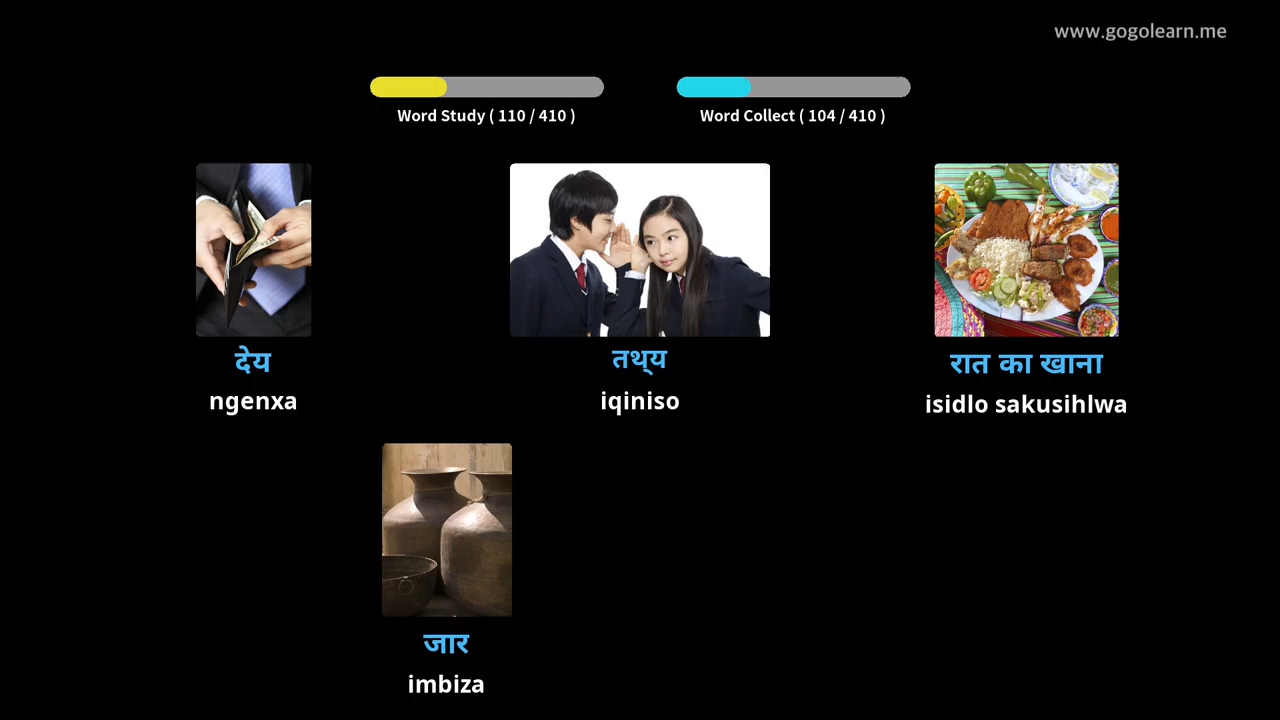 www.gogolearn.me
Word Study ( 110 / 410 )
Word Collect ( 104 / 410 )
देय
ngenxa
तथ्य
iqiniso
रात का खाना
isidlo sakusihlwa
जार
imbiza